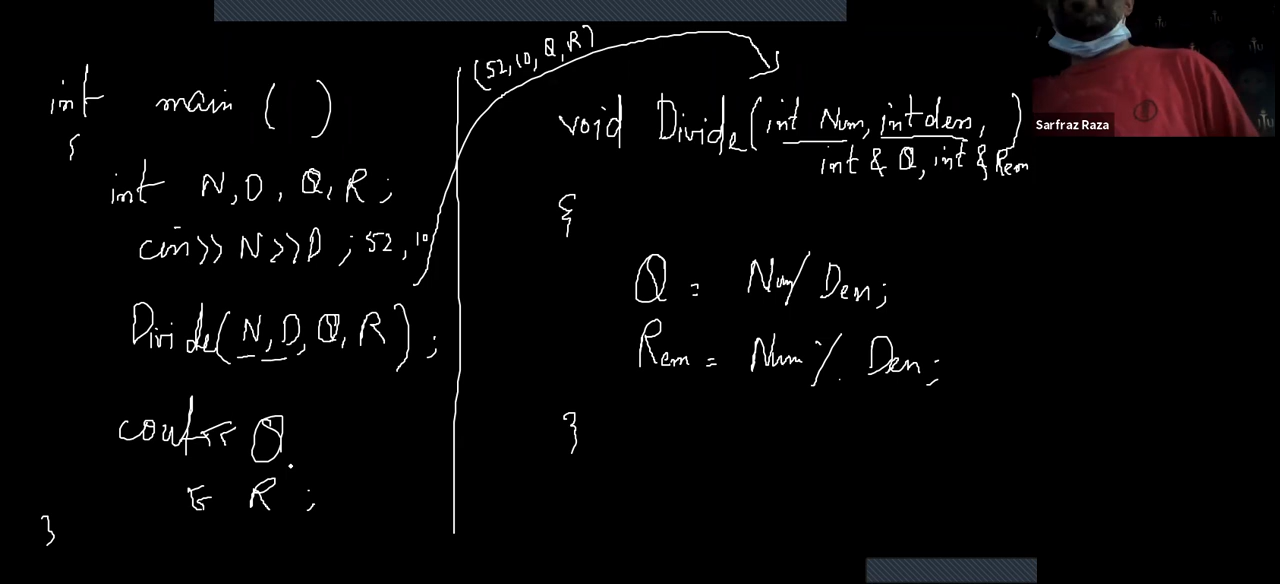 int main ( )
{
int N, D, Q, R ;
cin>> N>>D ; 52, 10
Divide( N, D, Q, R ) ;
cout<< Q
<< R ;
}
(52, 10, Q, R)
void Divide( int Num, int den, )
int & Q, int & Rem
{
Q = Num/ Den;
Rem = Num % Den;
}
Sarfraz Raza